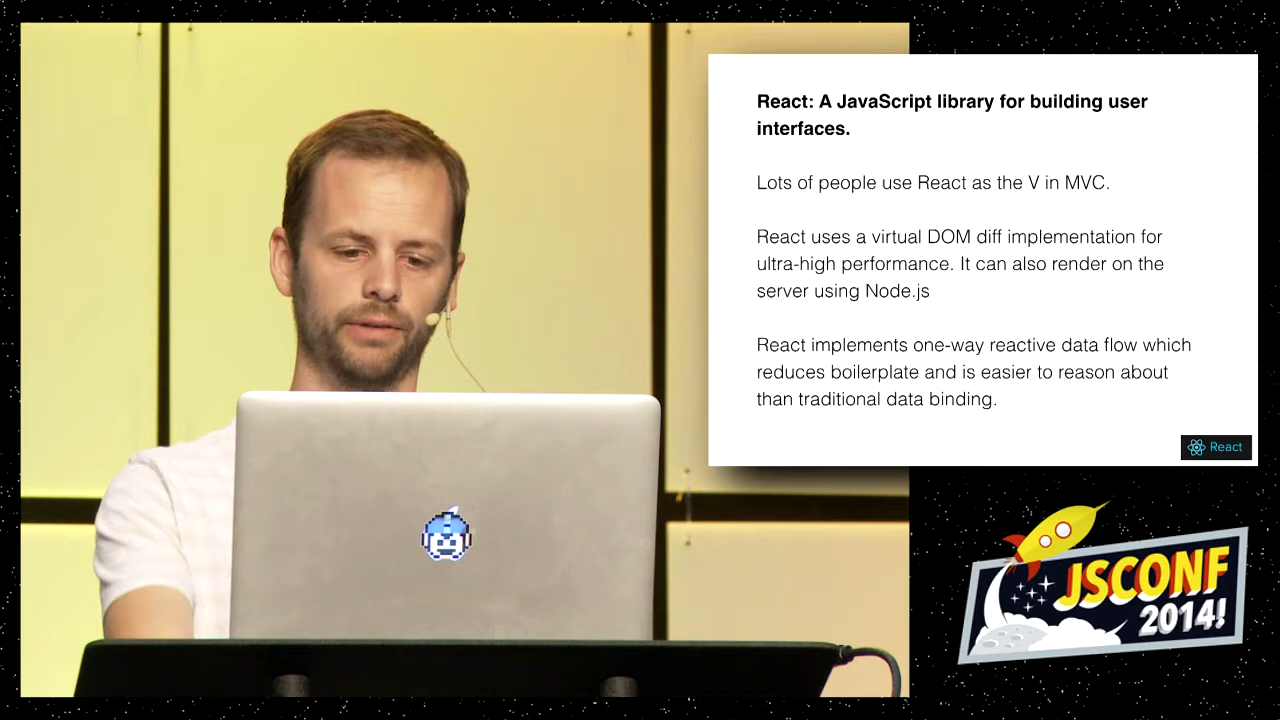 React: A JavaScript library for building user
interfaces.
Lots of people use React as the V in MVC.
React uses a virtual DOM diff implementation for
ultra-high performance. It can also render on the
server using Node.js
React implements one-way reactive data flow which
reduces boilerplate and is easier to reason about
than traditional data binding.
React
JSCONF
2014!